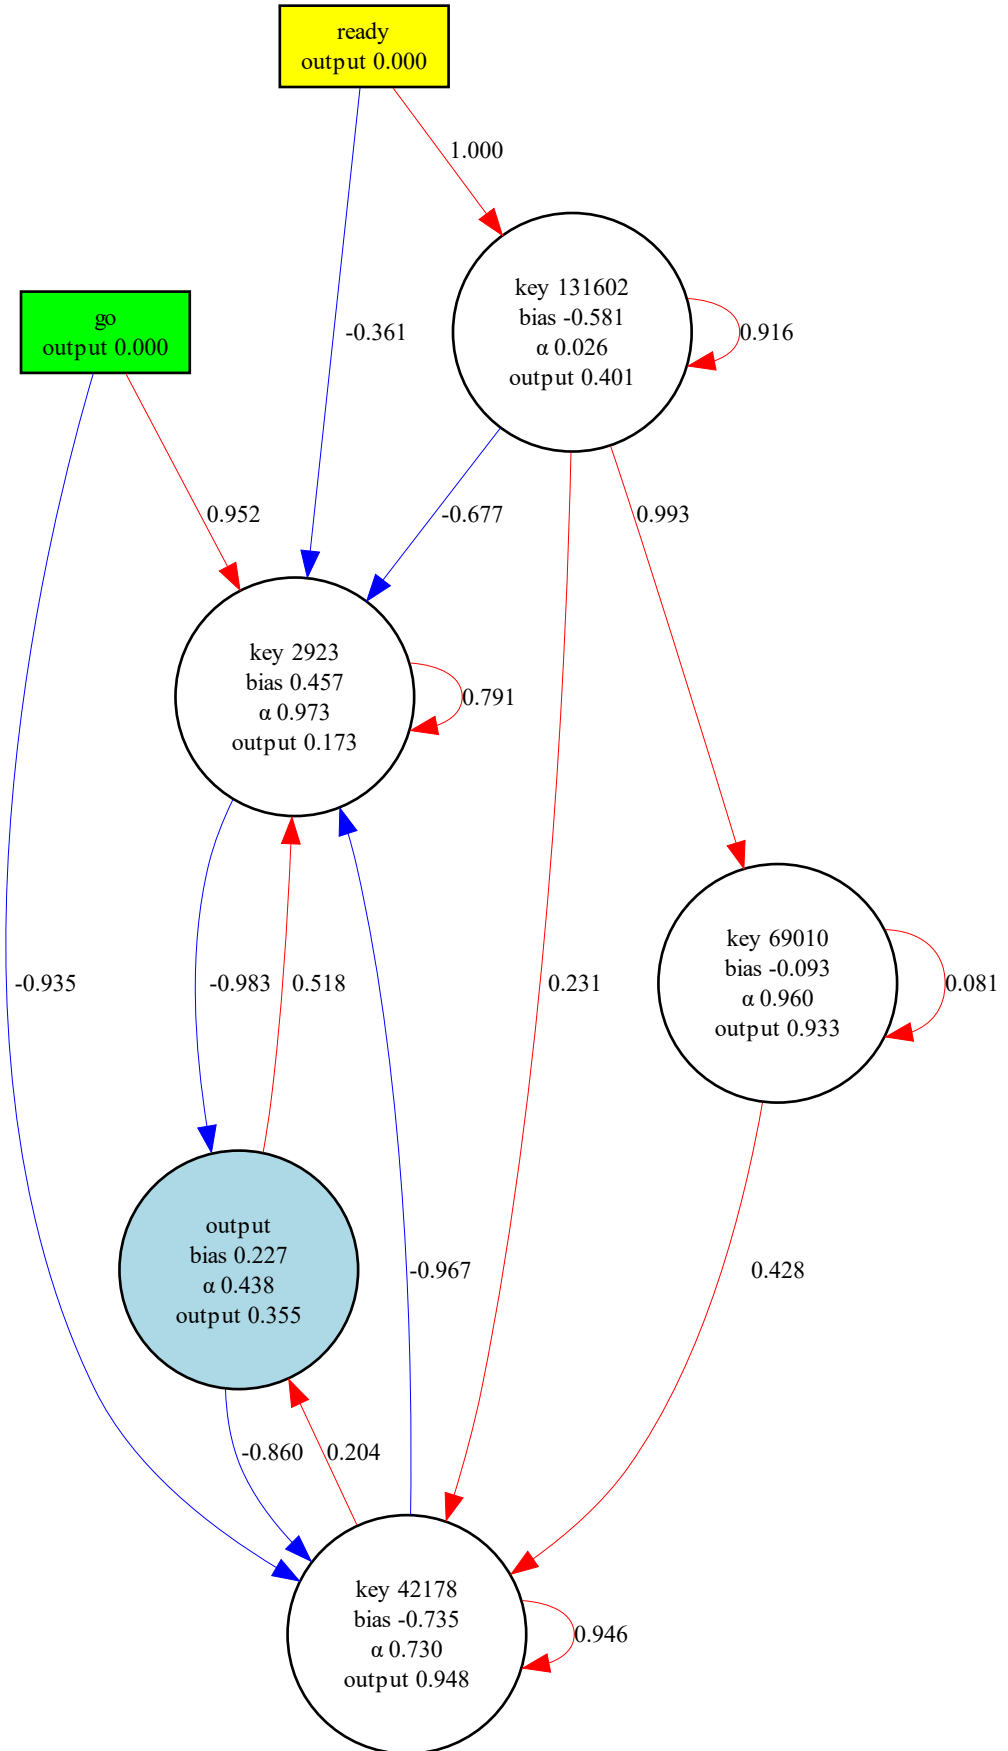 ready
output 0.000
1.000
go
output 0.000
-0.361
key 131602
bias -0.581
α 0.026
output 0.401
0.916
0.952
-0.677
0.993
key 2923
bias 0.457
α 0.973
output 0.173
0.791
-0.935
-0.983
0.518
0.231
key 69010
bias -0.093
α 0.960
output 0.933
0.081
output
bias 0.227
α 0.438
output 0.355
-0.967
0.428
-0.860
0.204
key 42178
bias -0.735
α 0.730
output 0.948
0.946